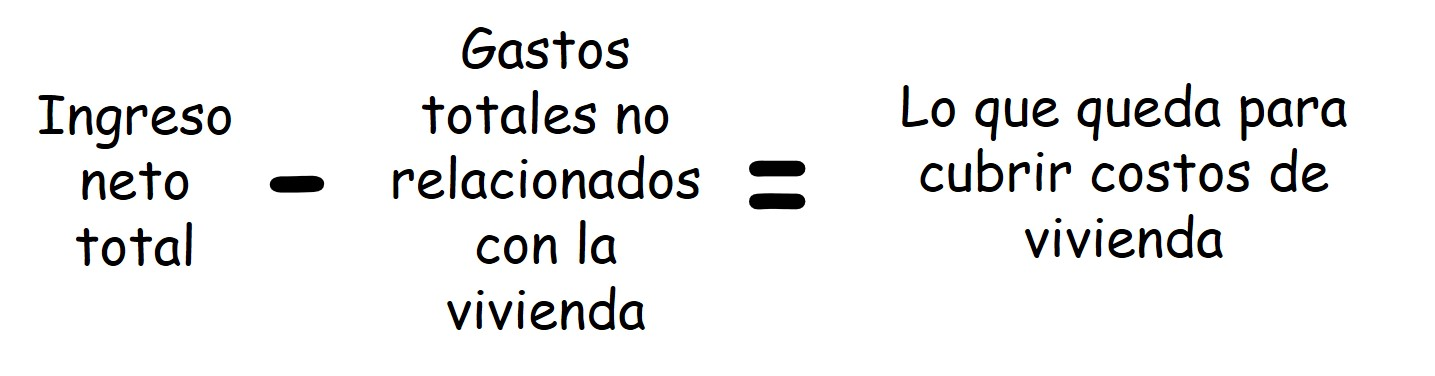 Ingreso
neto
total
-
Gastos
totales no
relacionados
con la
vivienda
=
Lo que queda para
cubrir costos de
vivienda